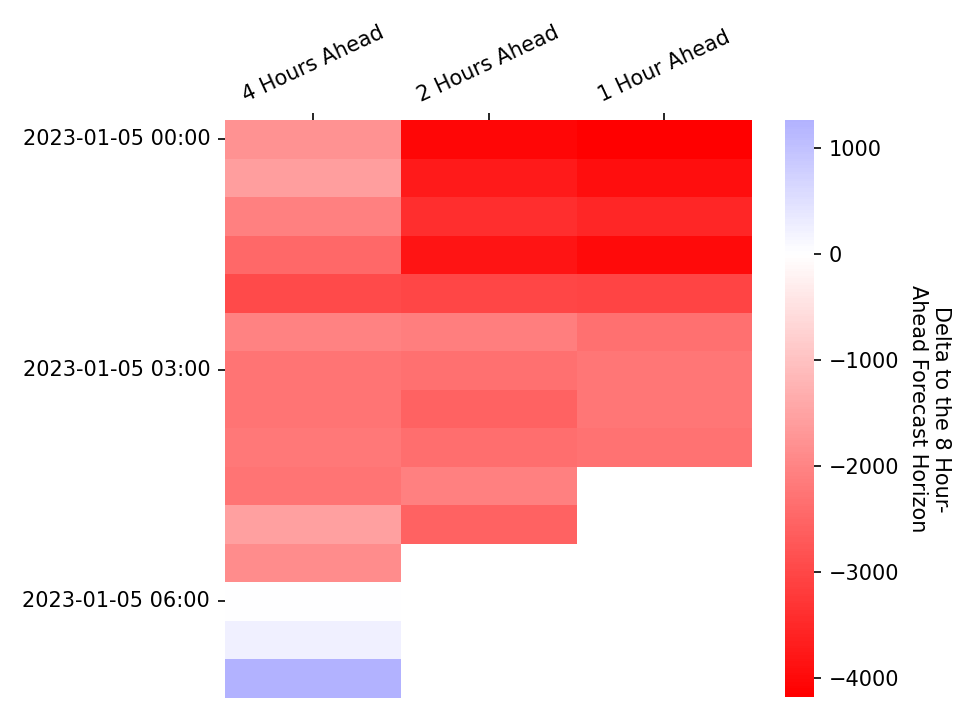 4 Hours Ahead
2 Hours Ahead
1 Hour Ahead
2023-01-05 00:00
2023-01-05 03:00
2023-01-05 06:00
1000
0
−1000
−2000
−3000
−4000
Delta to the 8 Hour-
Ahead Forecast Horizon